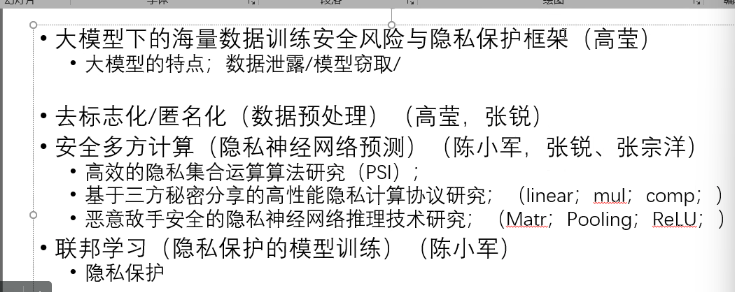 • 大模型下的海量数据训练安全风险与隐私保护框架（高莹）
• 大模型的特点；数据泄露/模型窃取/
• 去标志化/匿名化（数据预处理）（高莹，张锐）
• 安全多方计算（隐私神经网络预测）（陈小军，张锐、张宗洋）
• 高效的隐私集合运算算法研究（PSI）；
• 基于三方秘密分享的高性能隐私计算协议研究；（linear；mul；comp；）
• 恶意敌手安全的隐私神经网络推理技术研究；（Matr；Pooling；ReLU；）
• 联邦学习（隐私保护的模型训练）（陈小军）
• 隐私保护